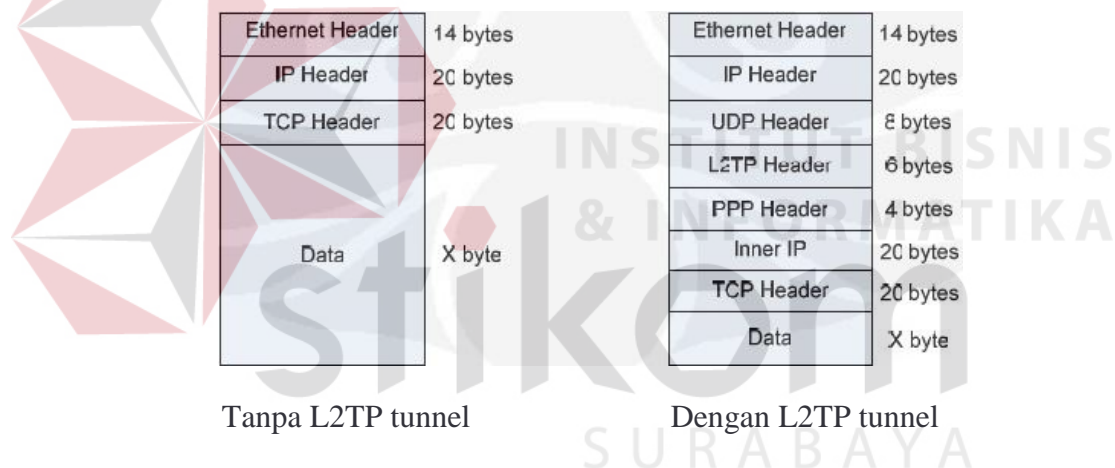 Ethernet Header 14 bytes
IP Header 20 bytes
TCP Header 20 bytes
Data X byte
Tanpa L2TP tunnel
Ethernet Header 14 bytes
IP Header 20 bytes
UDP Header 8 bytes
L2TP Header 6 bytes
PPP Header 4 bytes
Inner IP 20 bytes
TCP Header 20 bytes
Data X byte
Dengan L2TP tunnel
INSTITUT BISNIS
& INFORMATIKA
stikom
SURABAYA